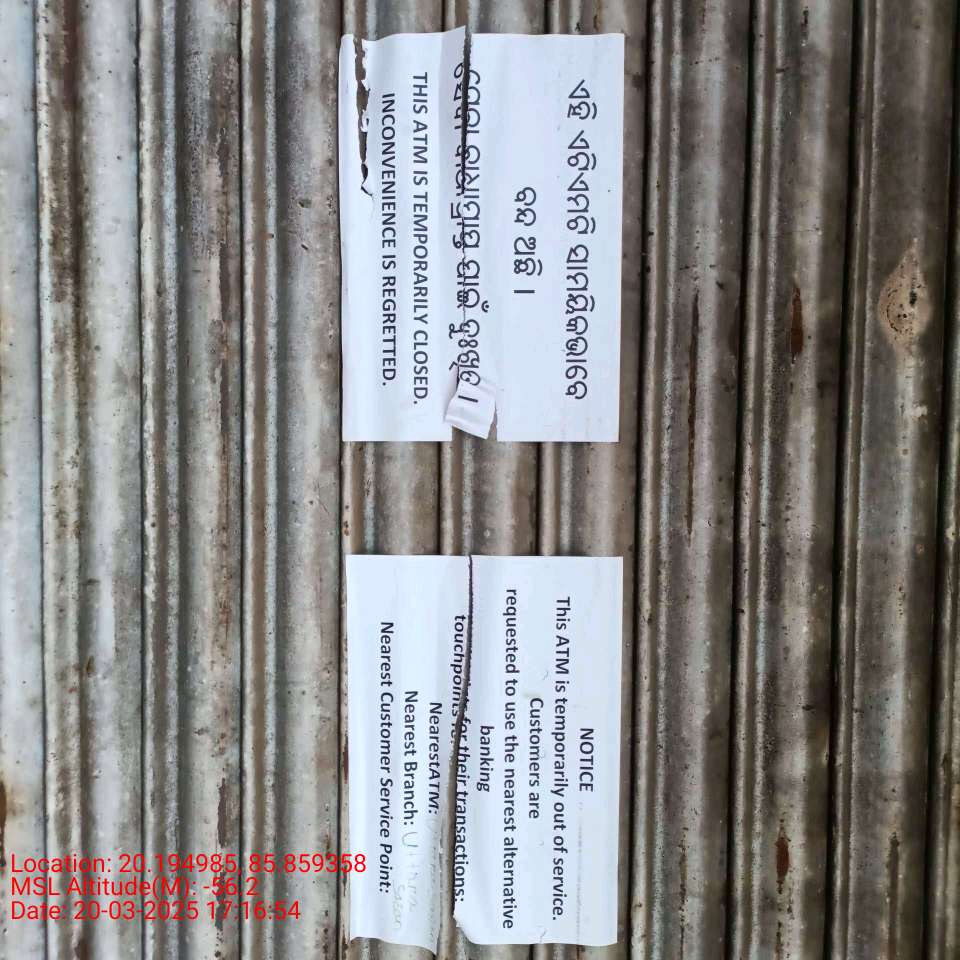 ଏହି ଏଟିଏମଟି ସାମୟିକଭାବେ
ବନ୍ଦ ଅଛି ।
ହୋଇଥିବା ଅସୁବିଧା ପାଇଁ ଦୁଃଖିତ ।
THIS ATM IS TEMPORARILY CLOSED.
INCONVENIENCE IS REGRETTED.
NOTICE
This ATM is temporarily out of service.
Customers are
requested to use the nearest alternative
banking
touchpoints for their transactions:
NearestATM:
Nearest Branch:
Nearest Customer Service Point:
Location: 20.194985, 85.859358
MSL Altitude(M): -56.2
Date: 20-03-2025 17:16:54